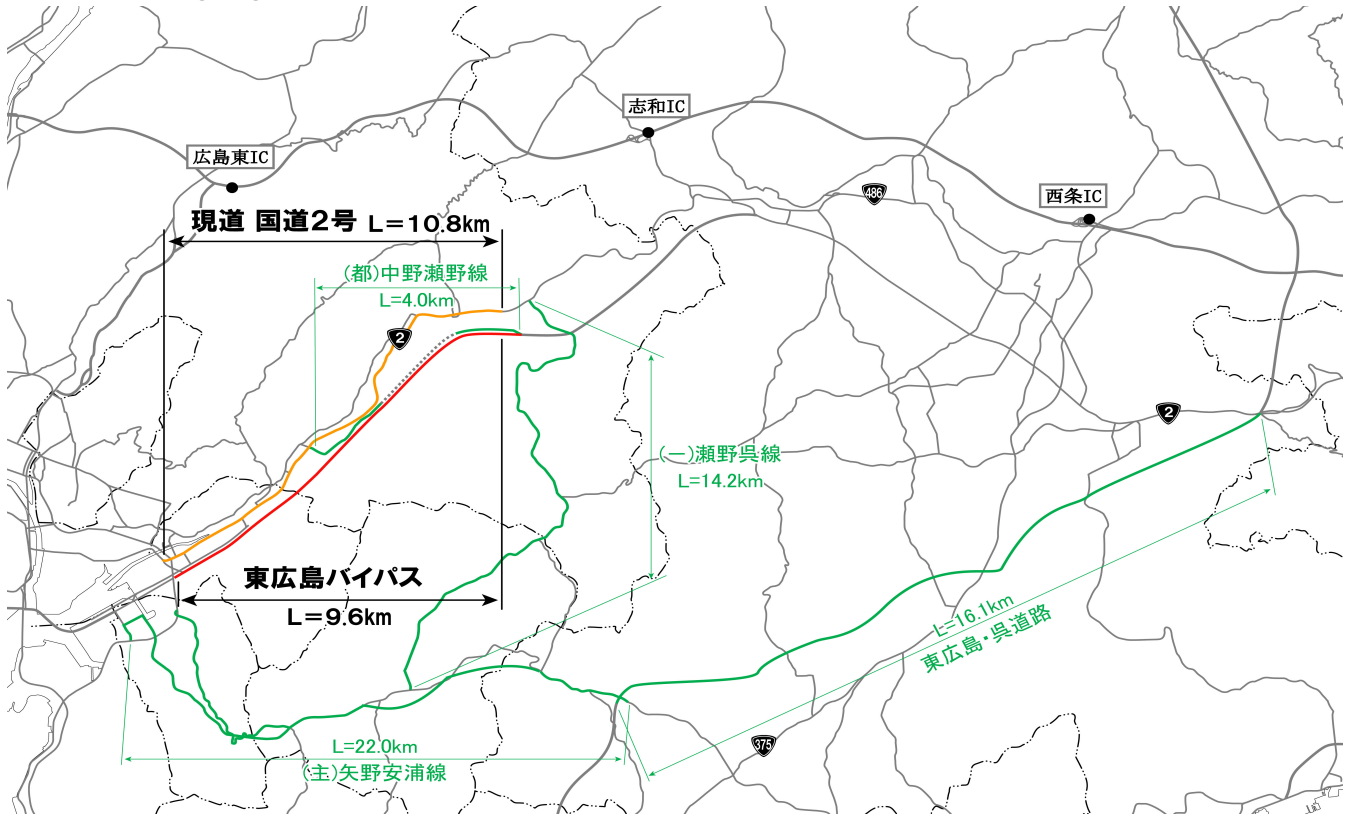 志和IC
広島東IC
486
西条IC
現道 国道2号 L=10.8km
(都)中野瀬野線
L=4.0km
2
2
(一)瀬野呉線
L=14.2km
東広島バイパス
L=9.6km
L=16.1km
東広島・呉道路
L=22.0km
(主)矢野安浦線
375